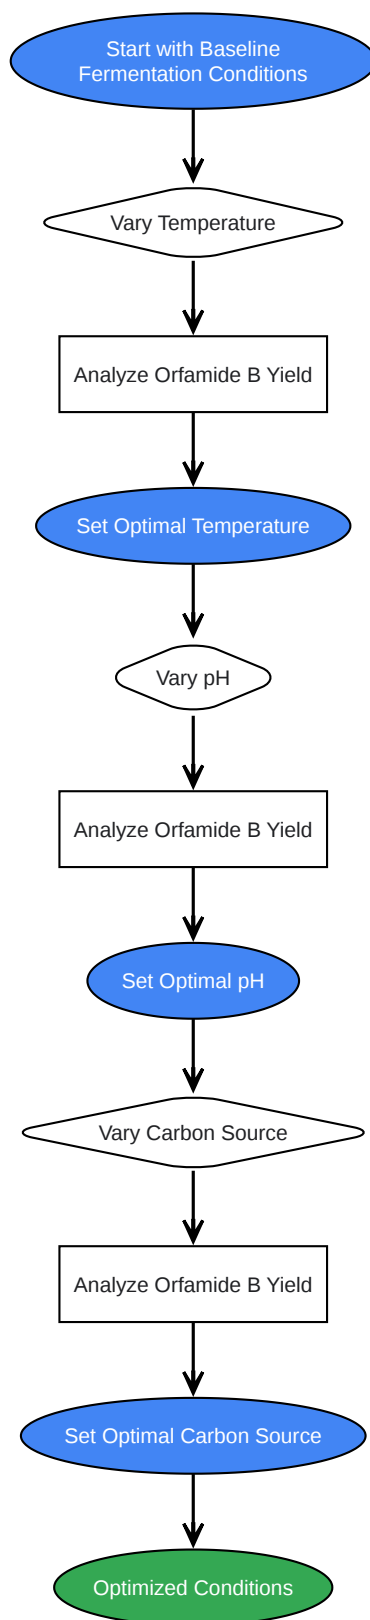 Start with Baseline
Fermentation Conditions
Vary Temperature
Analyze Orfamide B Yield
Set Optimal Temperature
Vary pH
Analyze Orfamide B Yield
Set Optimal pH
Vary Carbon Source
Analyze Orfamide B Yield
Set Optimal Carbon Source
Optimized Conditions